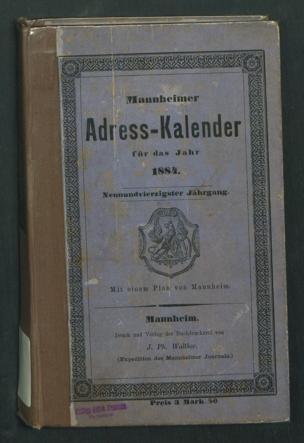 Mannheimer
Adress-Kalender
für das Jahr
1884.
Neunundvierzigster Jahrgang.
Mit einem Plan von Mannheim.
Mannheim.
Druck und Verlag der Buchdruckerei von
J. Ph. Walther.
(Expedition des Mannheimer Journals.)
Preis 3 Mark 50